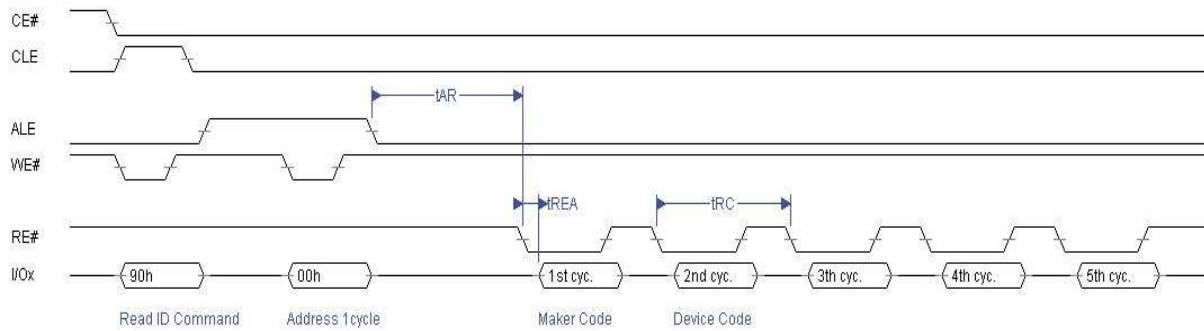 CE#
CLE
tAR
ALE
WE#
tREA
tRC
RE#
I/Ox 90h 00h 1st cyc. 2nd cyc. 3th cyc. 4th cyc. 5th cyc.
Read ID Command Address 1cycle Maker Code Device Code